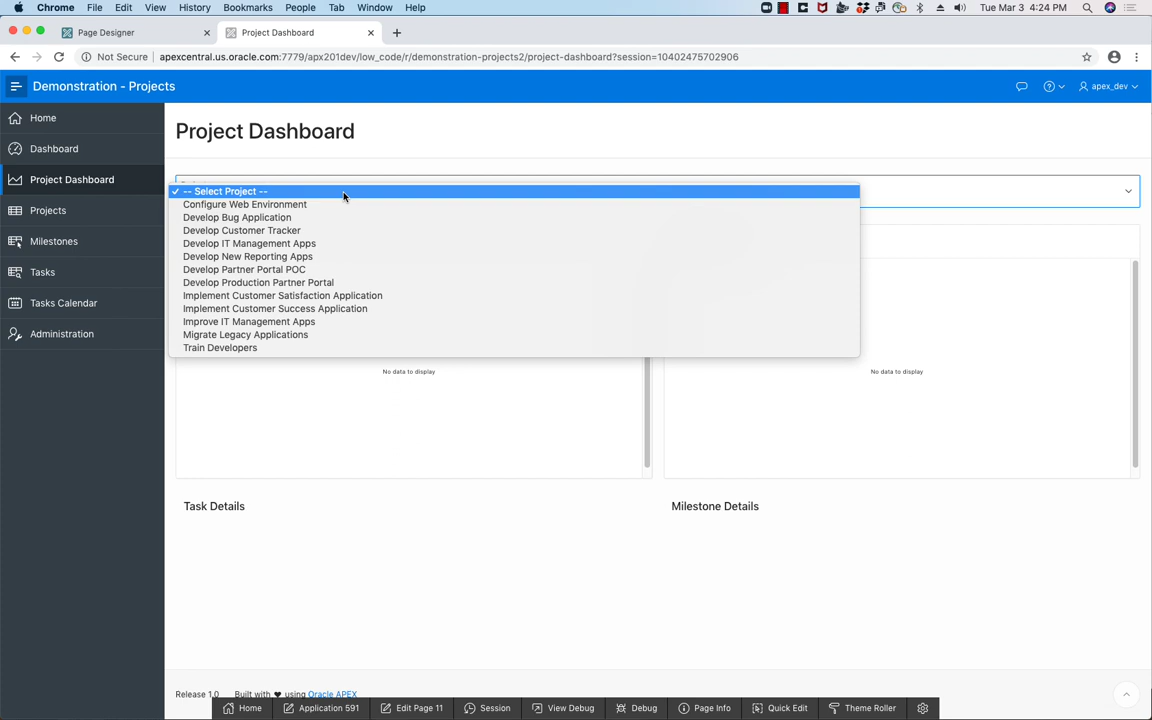 Chrome File Edit View History Bookmarks People Tab Window Help Tue Mar 3 4:24 PM
Page Designer Project Dashboard
Not Secure apexcentral.us.oracle.com:7779/apx201dev/low_code/r/demonstration-projects2/project-dashboard?session=10402475702906
Demonstration - Projects apex_dev
Home
Dashboard
Project Dashboard
Projects
Milestones
Tasks
Tasks Calendar
Administration
Project Dashboard
✓ -- Select Project --
Configure Web Environment
Develop Bug Application
Develop Customer Tracker
Develop IT Management Apps
Develop New Reporting Apps
Develop Partner Portal POC
Develop Production Partner Portal
Implement Customer Satisfaction Application
Implement Customer Success Application
Improve IT Management Apps
Migrate Legacy Applications
Train Developers
No data to display No data to display
Task Details Milestone Details
Release 1.0 Built with ♥ using Oracle APEX
Home Application 591 Edit Page 11 Session View Debug Debug Page Info Quick Edit Theme Roller